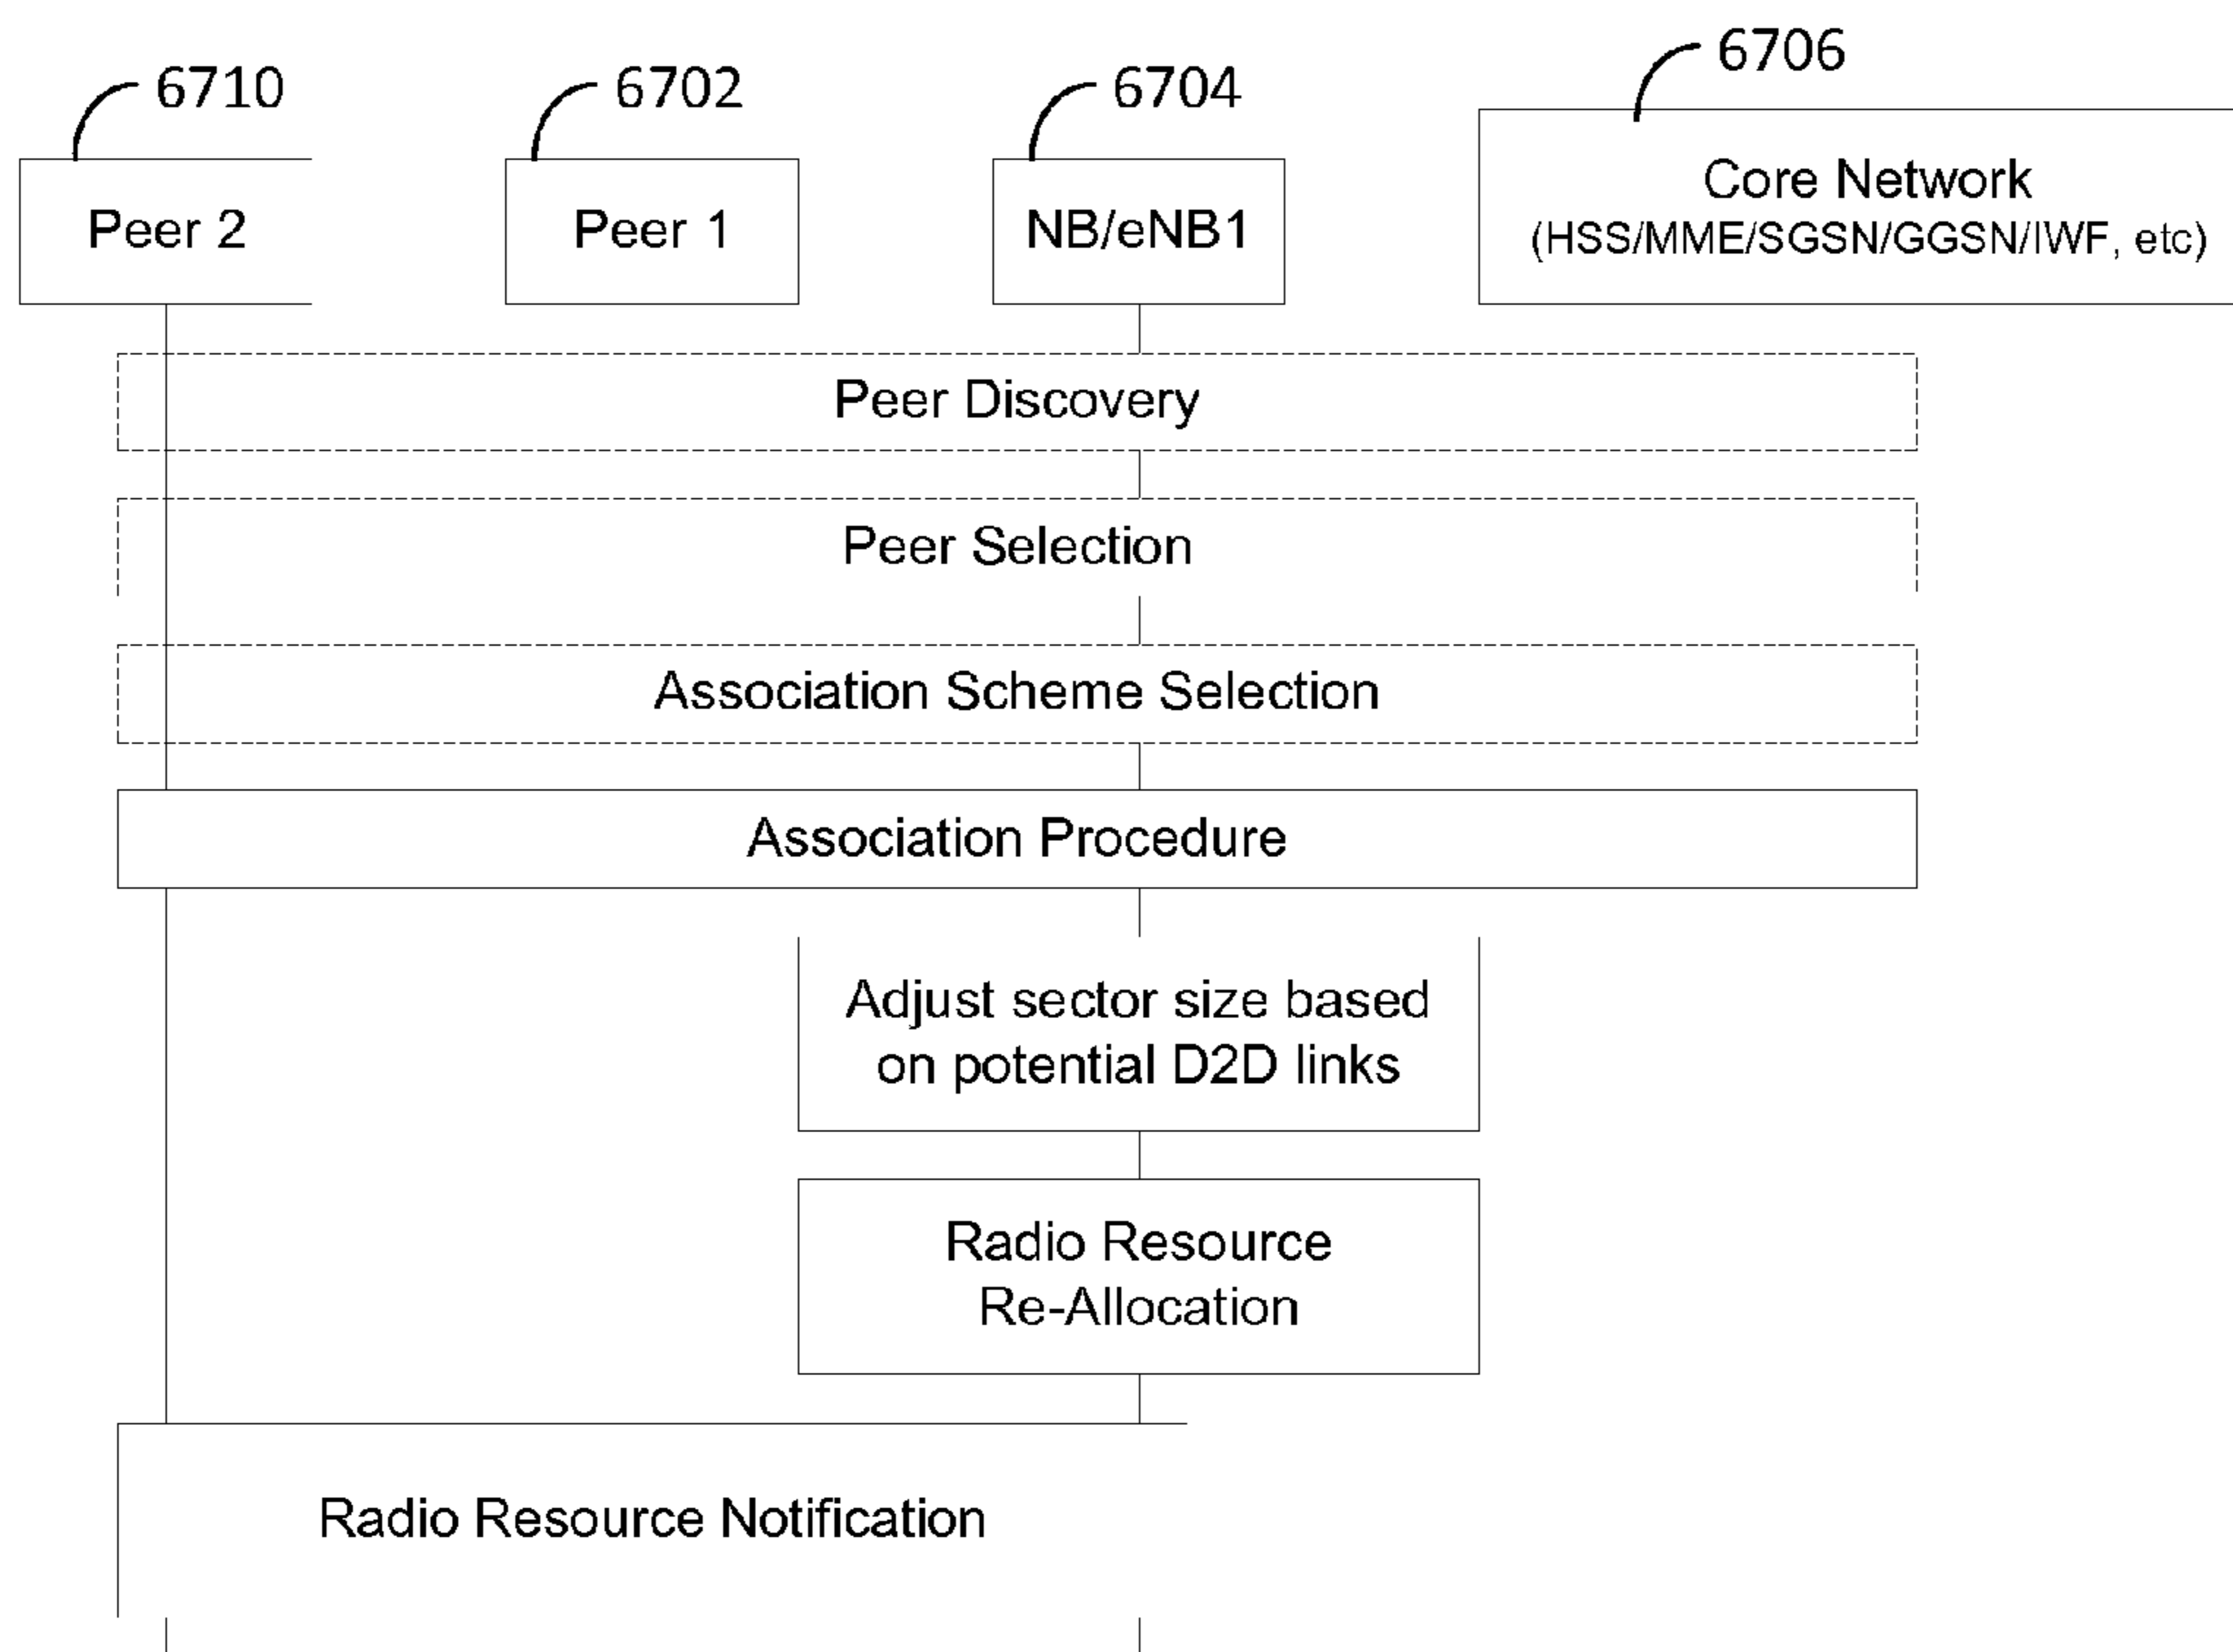 6710
6702
6704
6706
Peer 2
Peer 1
NB/eNB1
Core Network
(HSS/MME/SGSN/GGSN/IWF, etc)
Peer Discovery
Peer Selection
Association Scheme Selection
Association Procedure
Adjust sector size based
on potential D2D links
Radio Resource
Re-Allocation
Radio Resource Notification